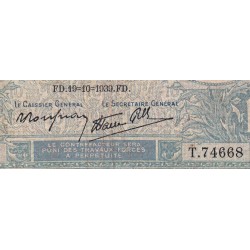 FD.19=10=1939.FD.
LE CAISSIER GÉNÉRAL LE SECRÉTAIRE GÉNÉRAL
LE CONTREFACTEUR SERA
PUNI DES TRAVAUX FORCÉS
À PERPÉTUITÉ
T.74668